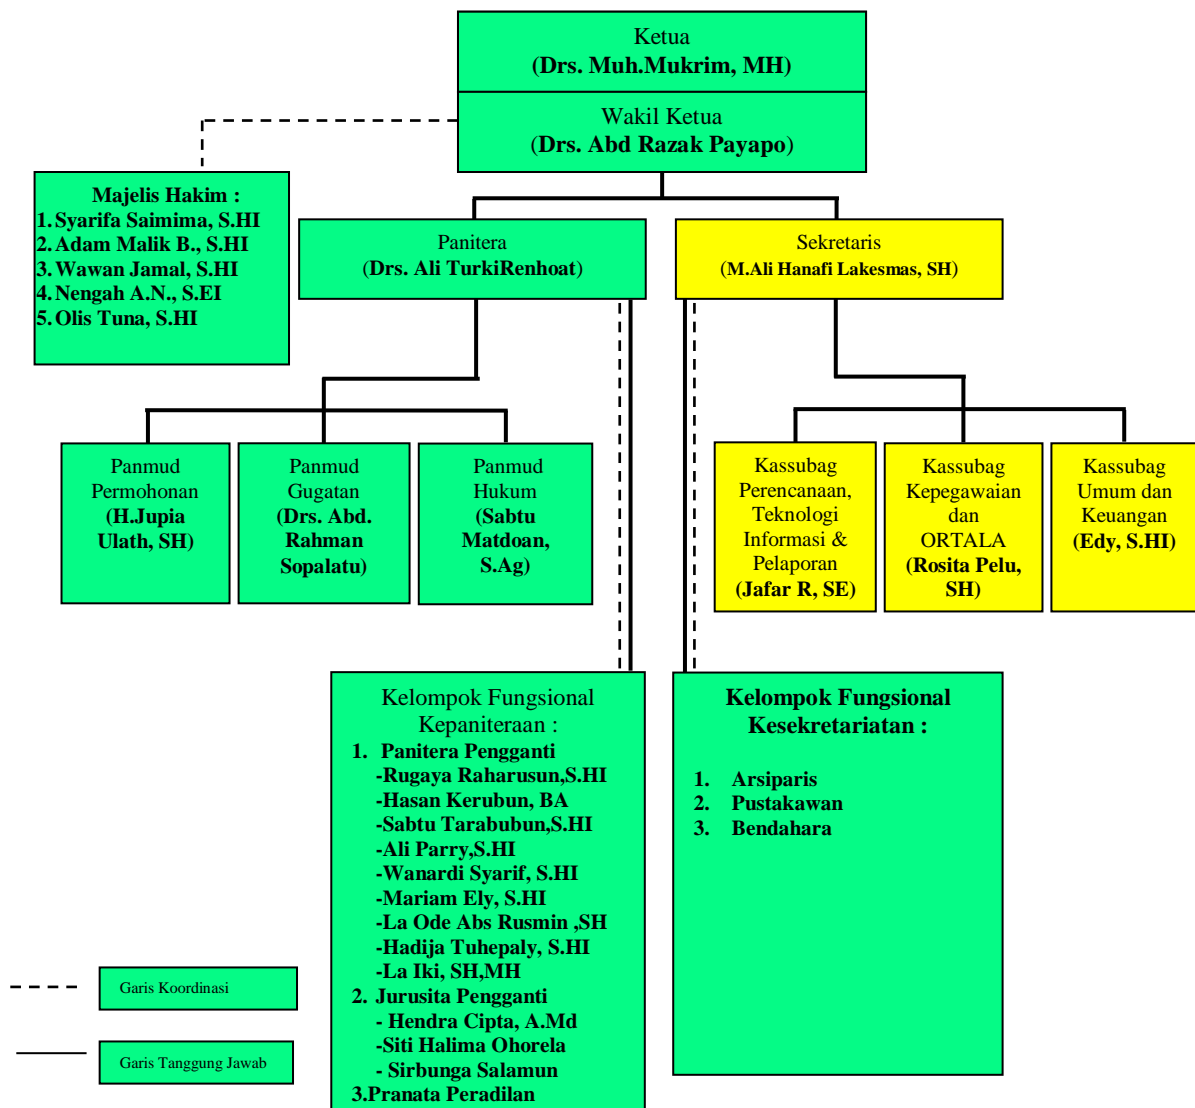 Ketua
(Drs. Muh.Mukrim, MH)
Wakil Ketua
(Drs. Abd Razak Payapo)
Majelis Hakim :
1.Syarifa Saimima, S.HI
2.Adam Malik B., S.HI
3.Wawan Jamal, S.HI
4.Nengah A.N., S.EI
5.Olis Tuna, S.HI
Panitera
(Drs. Ali TurkiRenhoat)
Sekretaris
(M.Ali Hanafi Lakesmas, SH)
Panmud
Permohonan
(H.Jupia
Ulath, SH)
Panmud
Gugatan
(Drs. Abd.
Rahman
Sopalatu)
Panmud
Hukum
(Sabtu
Matdoan,
S.Ag)
Kassubag
Perencanaan,
Teknologi
Informasi &
Pelaporan
(Jafar R, SE)
Kassubag
Kepegawaian
dan
ORTALA
(Rosita Pelu,
SH)
Kassubag
Umum dan
Keuangan
(Edy, S.HI)
Kelompok Fungsional
Kepaniteraan :
1. Panitera Pengganti
-Rugaya Raharusun,S.HI
-Hasan Kerubun, BA
-Sabtu Tarabubun,S.HI
-Ali Parry,S.HI
-Wanardi Syarif, S.HI
-Mariam Ely, S.HI
-La Ode Abs Rusmin ,SH
-Hadija Tuhepaly, S.HI
-La Iki, SH,MH
2. Jurusita Pengganti
- Hendra Cipta, A.Md
-Siti Halima Ohorela
- Sirbunga Salamun
3.Pranata Peradilan
Kelompok Fungsional
Kesekretariatan :
1. Arsiparis
2. Pustakawan
3. Bendahara
Garis Koordinasi
Garis Tanggung Jawab